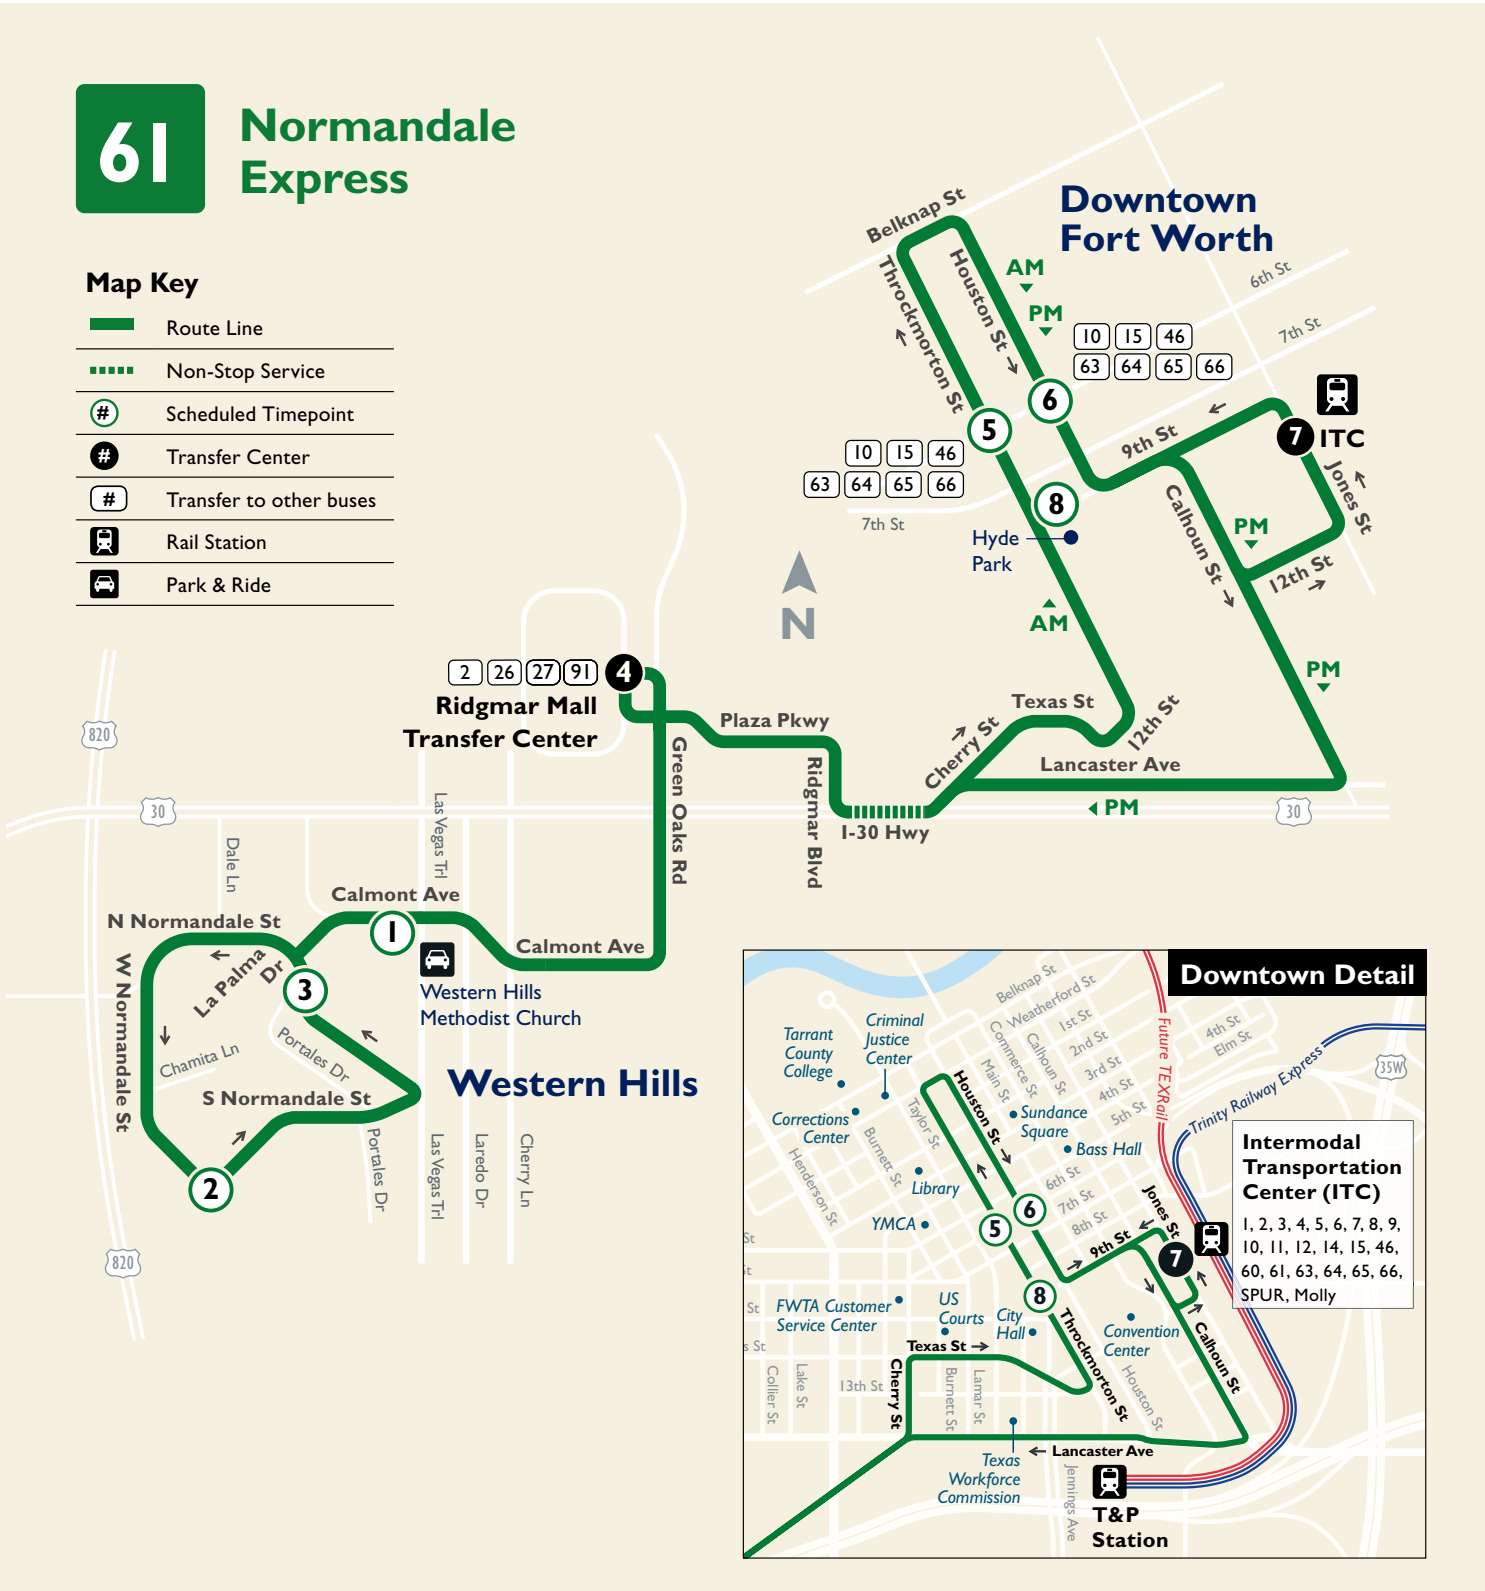 61
Normandale
Express
Map Key
Route Line
Non-Stop Service
# Scheduled Timepoint
# Transfer Center
# Transfer to other buses
Rail Station
Park & Ride
Downtown
Fort Worth
Belknap St
Throckmorton St
Houston St
AM
PM
6th St
7th St
10 15 46
63 64 65 66
6
5
10 15 46
63 64 65 66
7th St
8
Hyde
Park
AM
9th St
7 ITC
Jones St
Calhoun St
PM
12th St
PM
N
2 26 27 91 4
Ridgmar Mall
Transfer Center
Plaza Pkwy
Green Oaks Rd
Ridgmar Blvd
I-30 Hwy
Cherry St
Texas St
12th St
Lancaster Ave
PM
30
820
30
Dale Ln
Las Vegas Trl
Calmont Ave
1
Calmont Ave
N Normandale St
La Palma
Dr
3
W Normandale St
Western Hills
Methodist Church
Chamita Ln
Portales Dr
S Normandale St
Western Hills
Portales Dr
Las Vegas Trl
Laredo Dr
Cherry Ln
2
820
Downtown Detail
Belknap St
Weatherford St
1st St
2nd St
3rd St
4th St
5th St
Commerce St
Calhoun St
Main St
4th St
Elm St
Future TEXRail
Trinity Railway Express
35W
Tarrant
County
College
Criminal
Justice
Center
Corrections
Center
Houston St
Taylor St
Burnett St
Henderson St
Sundance
Square
Bass Hall
Library
YMCA
6th St
7th St
8th St
5
6
8
9th St
Jones St
7
Intermodal
Transportation
Center (ITC)
1, 2, 3, 4, 5, 6, 7, 8, 9,
10, 11, 12, 14, 15, 46,
60, 61, 63, 64, 65, 66,
SPUR, Molly
St
t
St
s St
FWTA Customer
Service Center
US
Courts
City
Hall
Convention
Center
Throckmorton St
Calhoun St
Houston St
Texas St
Cherry St
Collier St
Lake St
13th St
Burnett St
Lamar St
Lancaster Ave
Texas
Workforce
Commission
Jennings Ave
T&P
Station